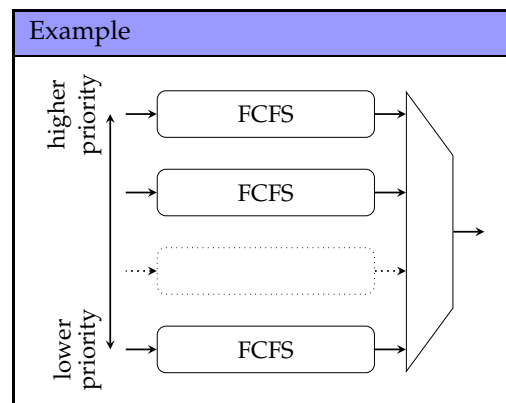 Example
higher
priority
FCFS
FCFS
lower
priority
FCFS